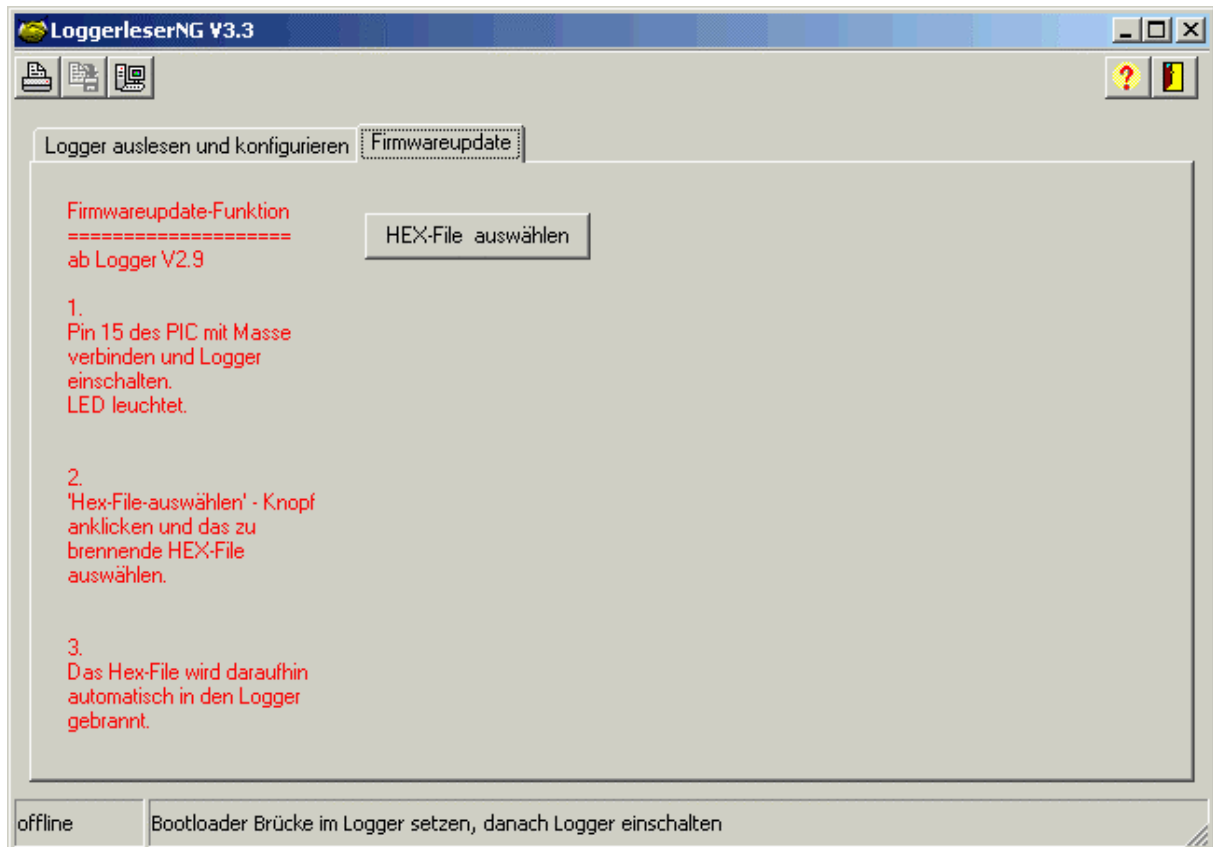 LoggerleserNG V3.3
?
Logger auslesen und konfigurieren
Firmwareupdate
Firmwareupdate-Funktion
====================
ab Logger V2.9
HEX-File auswählen
1.
Pin 15 des PIC mit Masse
verbinden und Logger
einschalten.
LED leuchtet.
2.
'Hex-File-auswählen' - Knopf
anklicken und das zu
brennende HEX-File
auswählen.
3.
Das Hex-File wird daraufhin
automatisch in den Logger
gebrannt.
offline
Bootloader Brücke im Logger setzen, danach Logger einschalten